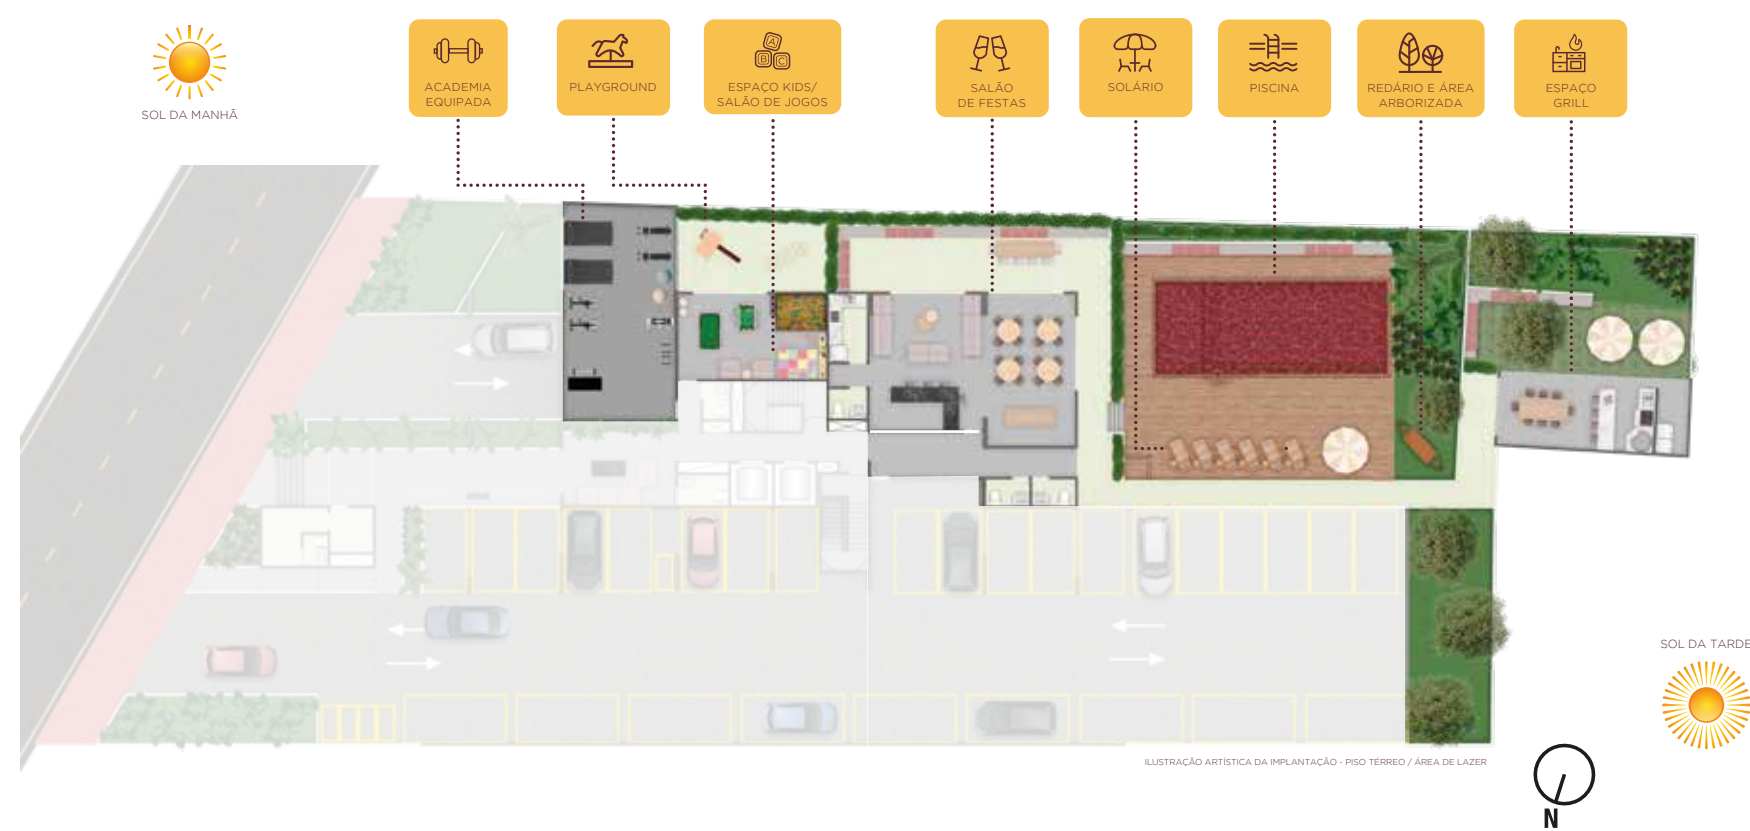 SOL DA MANHÃ
ACADEMIA
EQUIPADA
PLAYGROUND
A
B C
ESPAÇO KIDS/
SALÃO DE JOGOS
SALÃO
DE FESTAS
SOLÁRIO
PISCINA
REDÁRIO E ÁREA
ARBORIZADA
ESPAÇO
GRILL
SOL DA TARDE
ILUSTRAÇÃO ARTÍSTICA DA IMPLANTAÇÃO - PISO TÉRREO / ÁREA DE LAZER
N